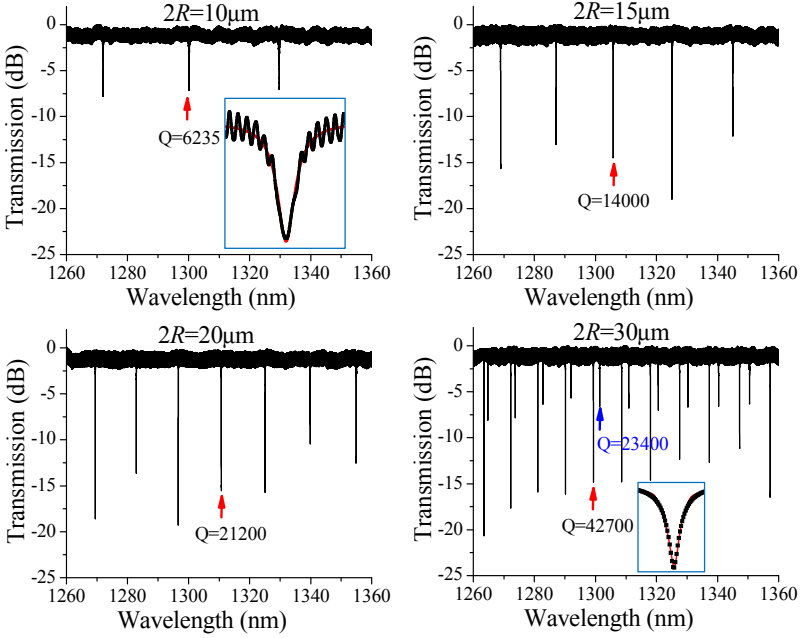 2R=10μm
Transmission (dB)
0
-5
-10
-15
-20
-25
Q=6235
1260 1280 1300 1320 1340 1360
Wavelength (nm)
2R=15μm
Transmission (dB)
0
-5
-10
-15
-20
-25
Q=14000
1260 1280 1300 1320 1340 1360
Wavelength (nm)
2R=20μm
Transmission (dB)
0
-5
-10
-15
-20
-25
Q=21200
1260 1280 1300 1320 1340 1360
Wavelength (nm)
2R=30μm
Transmission (dB)
0
-5
-10
-15
-20
-25
Q=23400
Q=42700
1260 1280 1300 1320 1340 1360
Wavelength (nm)